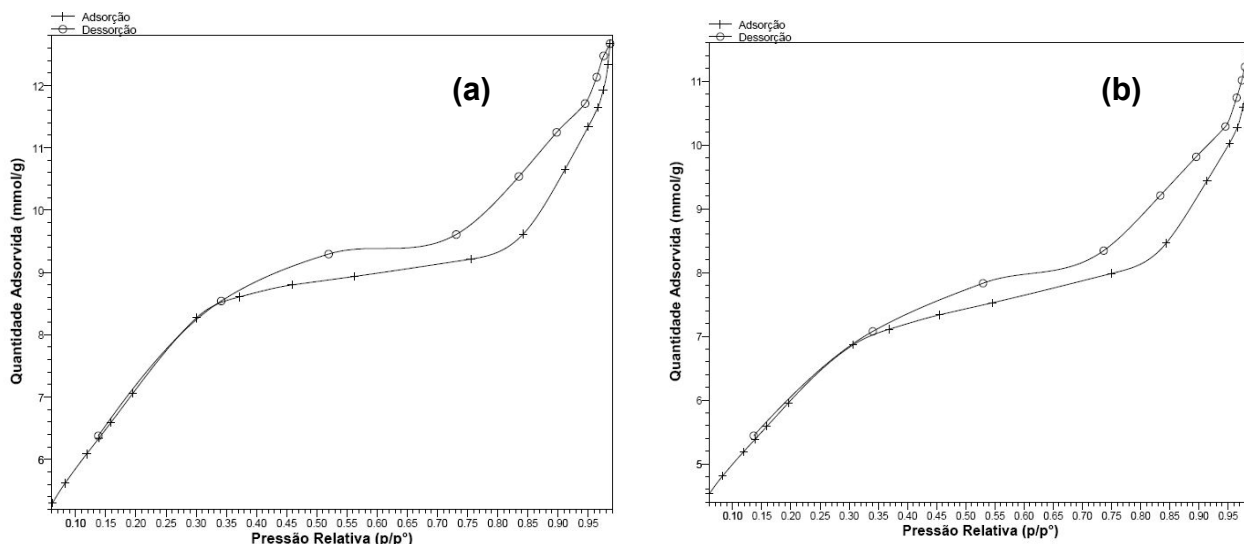 Adsorção
Dessorção
(a)
Quantidade Adsorvida (mmol/g)
12
11
10
9
8
7
6
0.10 0.15 0.20 0.25 0.30 0.35 0.40 0.45 0.50 0.55 0.60 0.65 0.70 0.75 0.80 0.85 0.90 0.95
Pressão Relativa (p/p°)
Adsorção
Dessorção
(b)
Quantidade Adsorvida (mmol/g)
11
10
9
8
7
6
5
0.10 0.15 0.20 0.25 0.30 0.35 0.40 0.45 0.50 0.55 0.60 0.65 0.70 0.75 0.80 0.85 0.90 0.95
Pressão Relativa (p/p°)